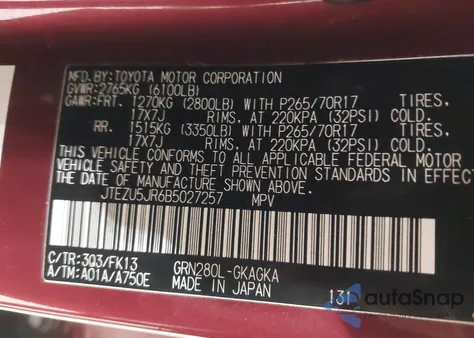 MFD.BY:TOYOTA MOTOR CORPORATION
GVWR:2765KG (6100LB)
GAWR:FRT. 1270KG (2800LB) WITH P265/70R17 TIRES.
17X7J RIMS. AT 220KPA (32PSI) COLD.
RR. 1515KG (3350LB) WITH P265/70R17 TIRES.
17X7J RIMS. AT 220KPA (32PSI) COLD.
THIS VEHICLE CONFORMS TO ALL APPLICABLE FEDERAL MOTOR
VEHICLE SAFETY AND THEFT PREVENTION STANDARDS IN EFFECT
THE DATE OF MANUFACTURE SHOWN ABOVE.
JTEZU5JR6B5027257 MPV
C/TR:3Q3/FK13 GRN280L-GKAGKA
A/TM:A01A/A750E MADE IN JAPAN 131
autaSnap